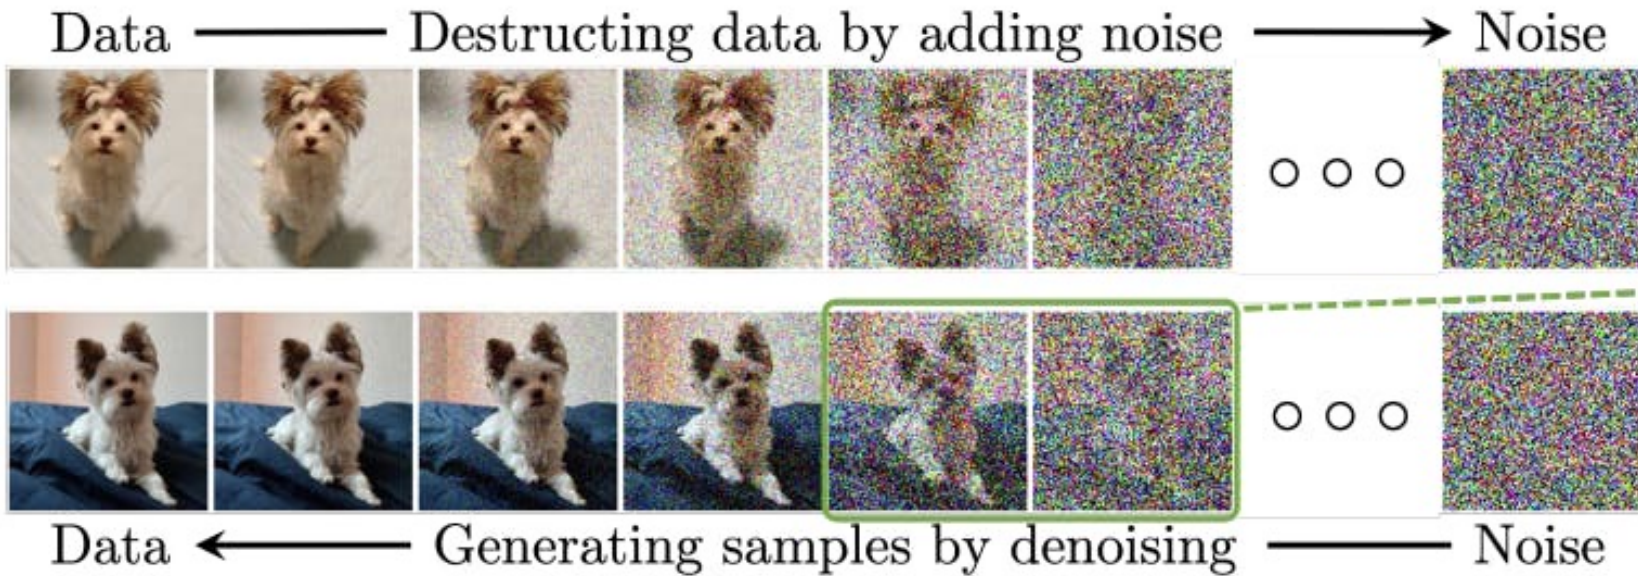 Data Destructing data by adding noise Noise
Data Generating samples by denoising Noise